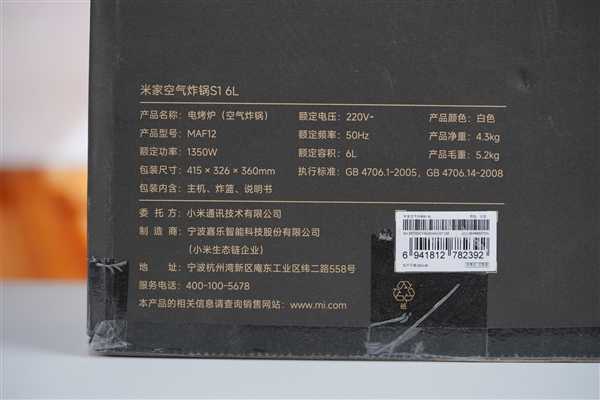 米家空气炸锅S1 6L
产品名称：电烤炉（空气炸锅） 额定电压：220V~ 产品颜色：白色
产品型号：MAF12 额定频率：50Hz 产品净重：4.3kg
额定功率：1350W 额定容积：6L 产品毛重：5.2kg
包装尺寸：415×326×360mm 执行标准：GB 4706.1-2005，GB 4706.14-2008
包装内含：主机、炸篮、说明书
委托方：小米通讯技术有限公司
制造商：宁波嘉乐智能科技股份有限公司
（小米生态链企业）
地址：宁波杭州湾新区庵东工业区纬二路558号
服务电话：400-100-5678
本产品的相关信息请查询销售网站：www.mi.com
6 941812 782392
纸